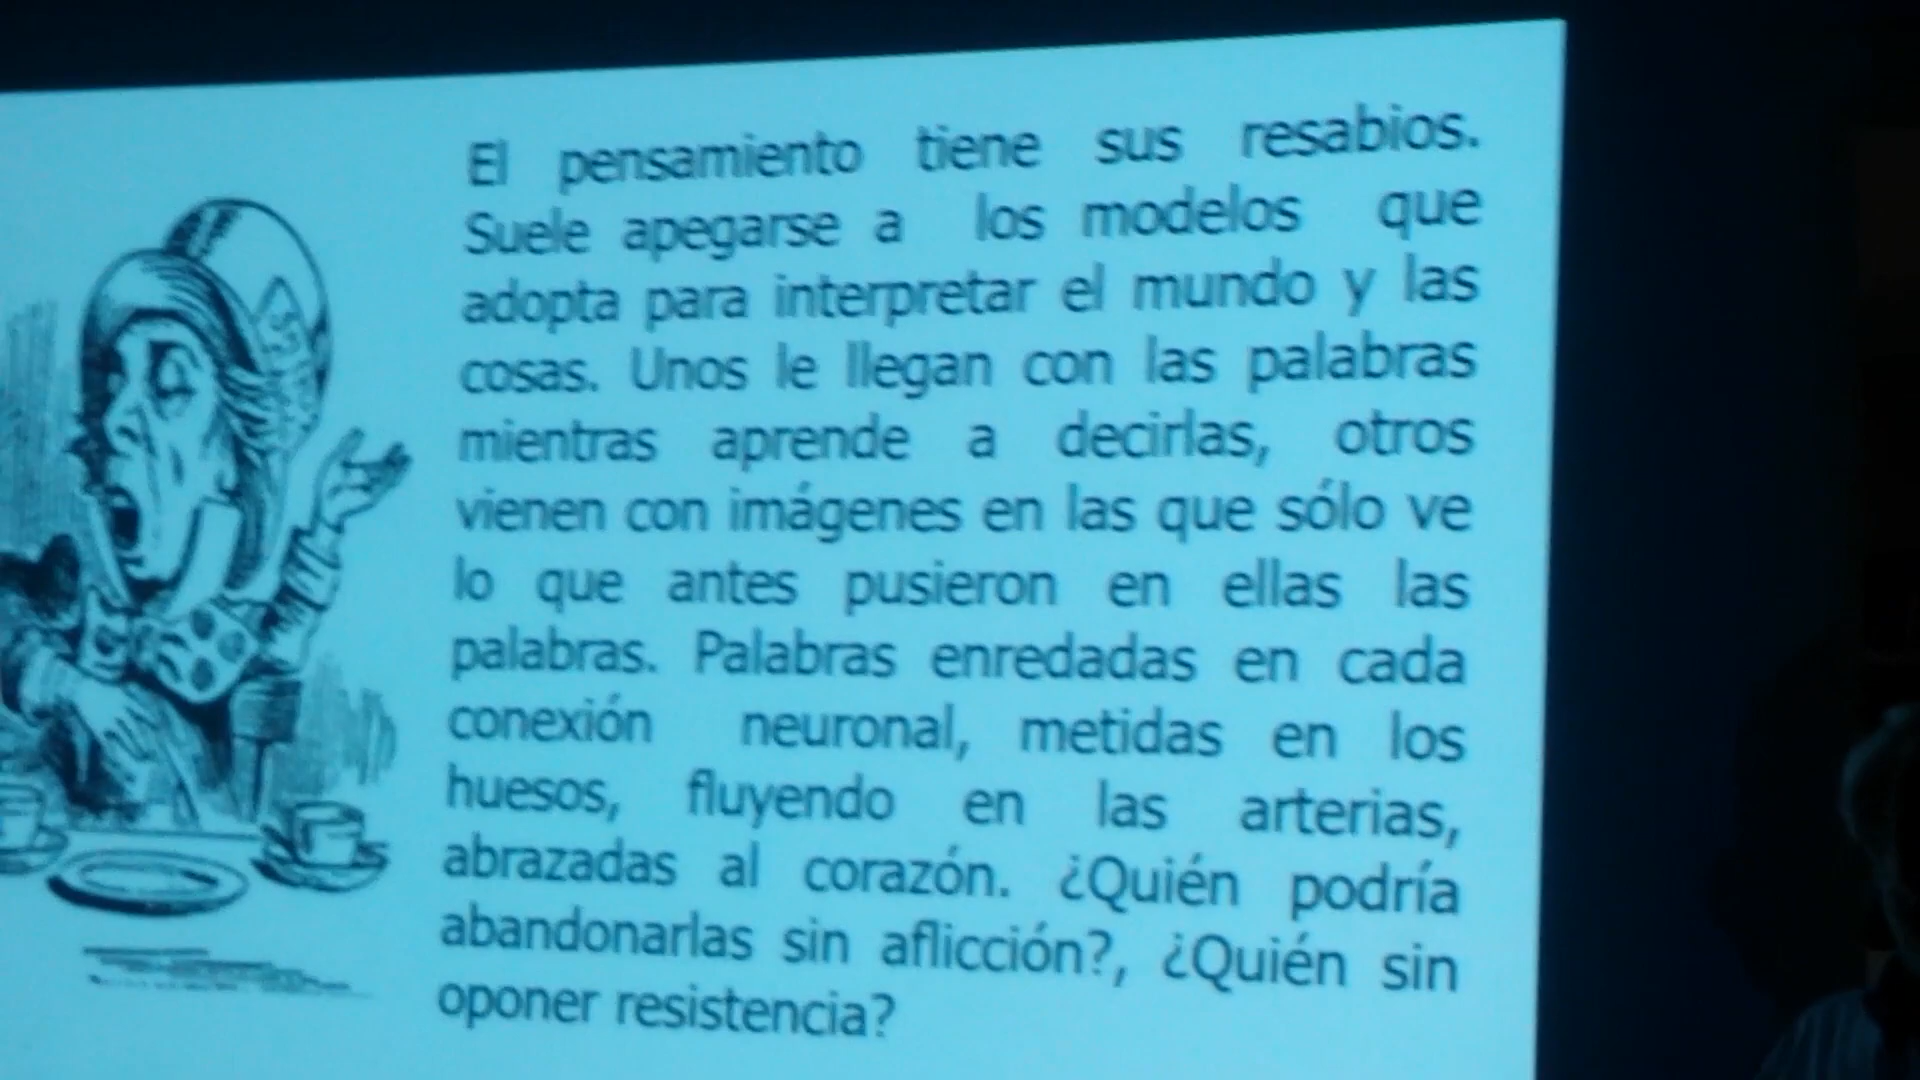 El pensamiento tiene sus resabios.
Suele apegarse a los modelos que
adopta para interpretar el mundo y las
cosas. Unos le llegan con las palabras
mientras aprende a decirlas, otros
vienen con imágenes en las que sólo ve
lo que antes pusieron en ellas las
palabras. Palabras enredadas en cada
conexión neuronal, metidas en los
huesos, fluyendo en las arterias,
abrazadas al corazón. ¿Quién podría
abandonarlas sin aflicción?, ¿Quién sin
oponer resistencia?